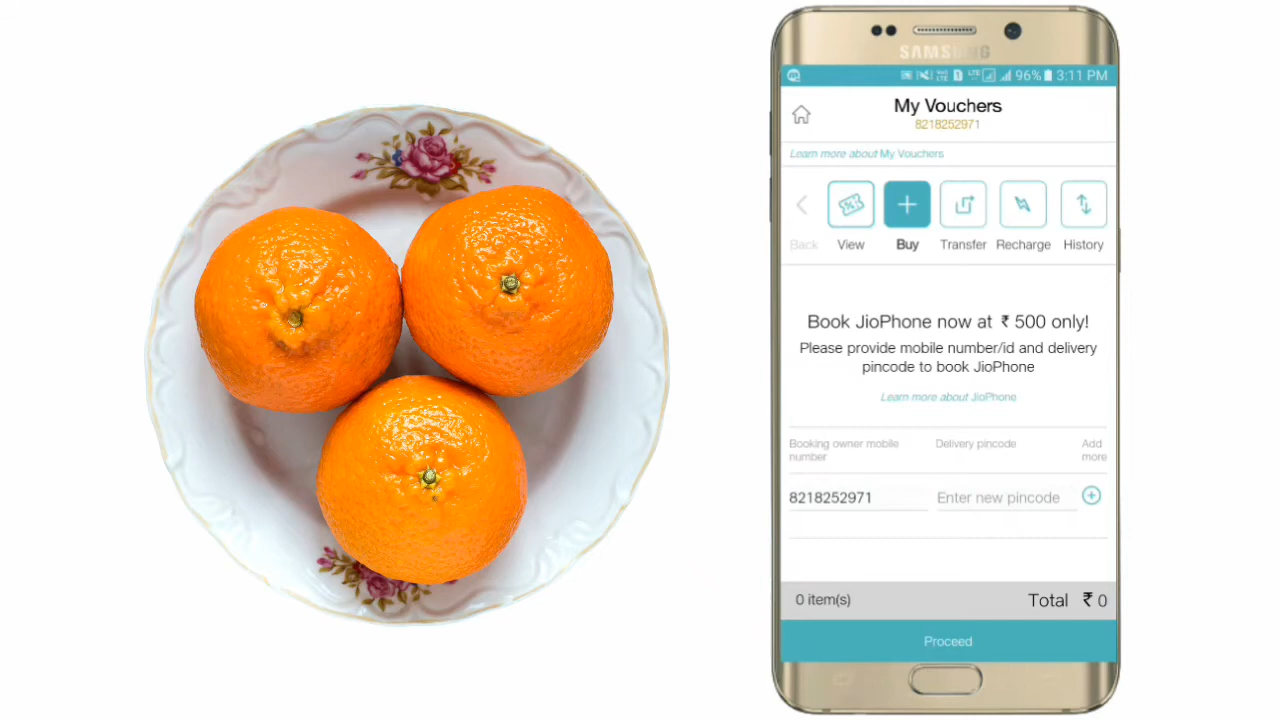 SAMSUNG
96% 3:11 PM
My Vouchers
8218252971
Learn more about My Vouchers
Back View Buy Transfer Recharge History
Book JioPhone now at ₹ 500 only!
Please provide mobile number/id and delivery
pincode to book JioPhone
Learn more about JioPhone
Booking owner mobile number
Delivery pincode
Add more
8218252971 Enter new pincode
0 item(s) Total ₹ 0
Proceed